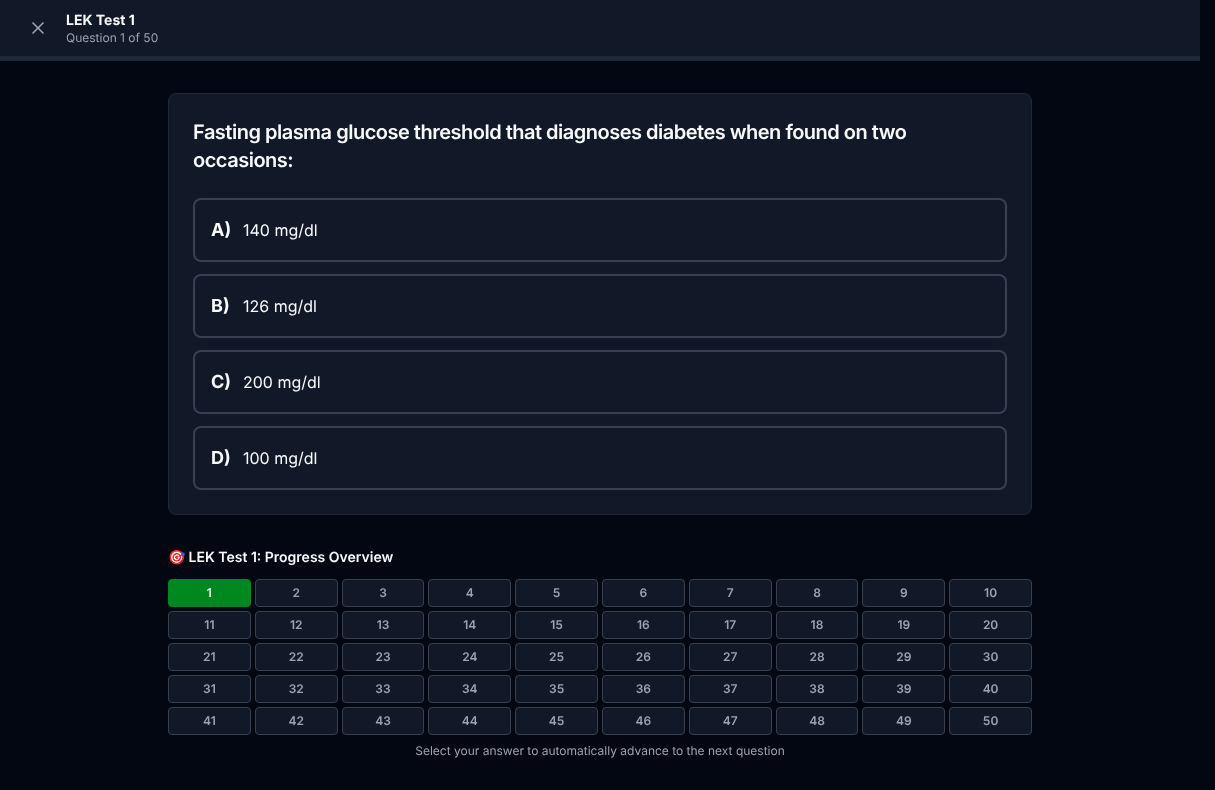 LEK Test 1
Question 1 of 50
Fasting plasma glucose threshold that diagnoses diabetes when found on two
occasions:
A) 140 mg/dl
B) 126 mg/dl
C) 200 mg/dl
D) 100 mg/dl
🎯 LEK Test 1: Progress Overview
1 2 3 4 5 6 7 8 9 10
11 12 13 14 15 16 17 18 19 20
21 22 23 24 25 26 27 28 29 30
31 32 33 34 35 36 37 38 39 40
41 42 43 44 45 46 47 48 49 50
Select your answer to automatically advance to the next question